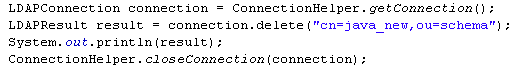 LDAPConnection connection = ConnectionHelper.getConnection();
LDAPResult result = connection.delete("cn=java_new,ou=schema");
System.out.println(result);
ConnectionHelper.closeConnection(connection);